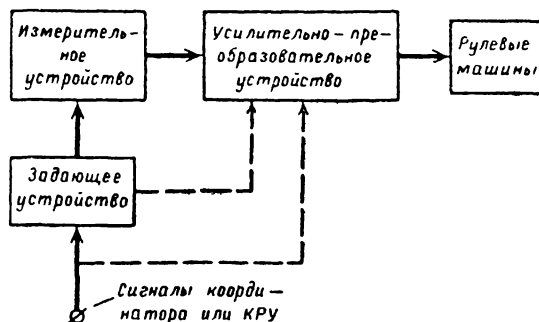 Измеритель-
ное
устройство
Усилительно-пре-
образовательное
устройство
Рулевые
машины
Задающее
устройство
Сигналы коорди-
натора или КРУ